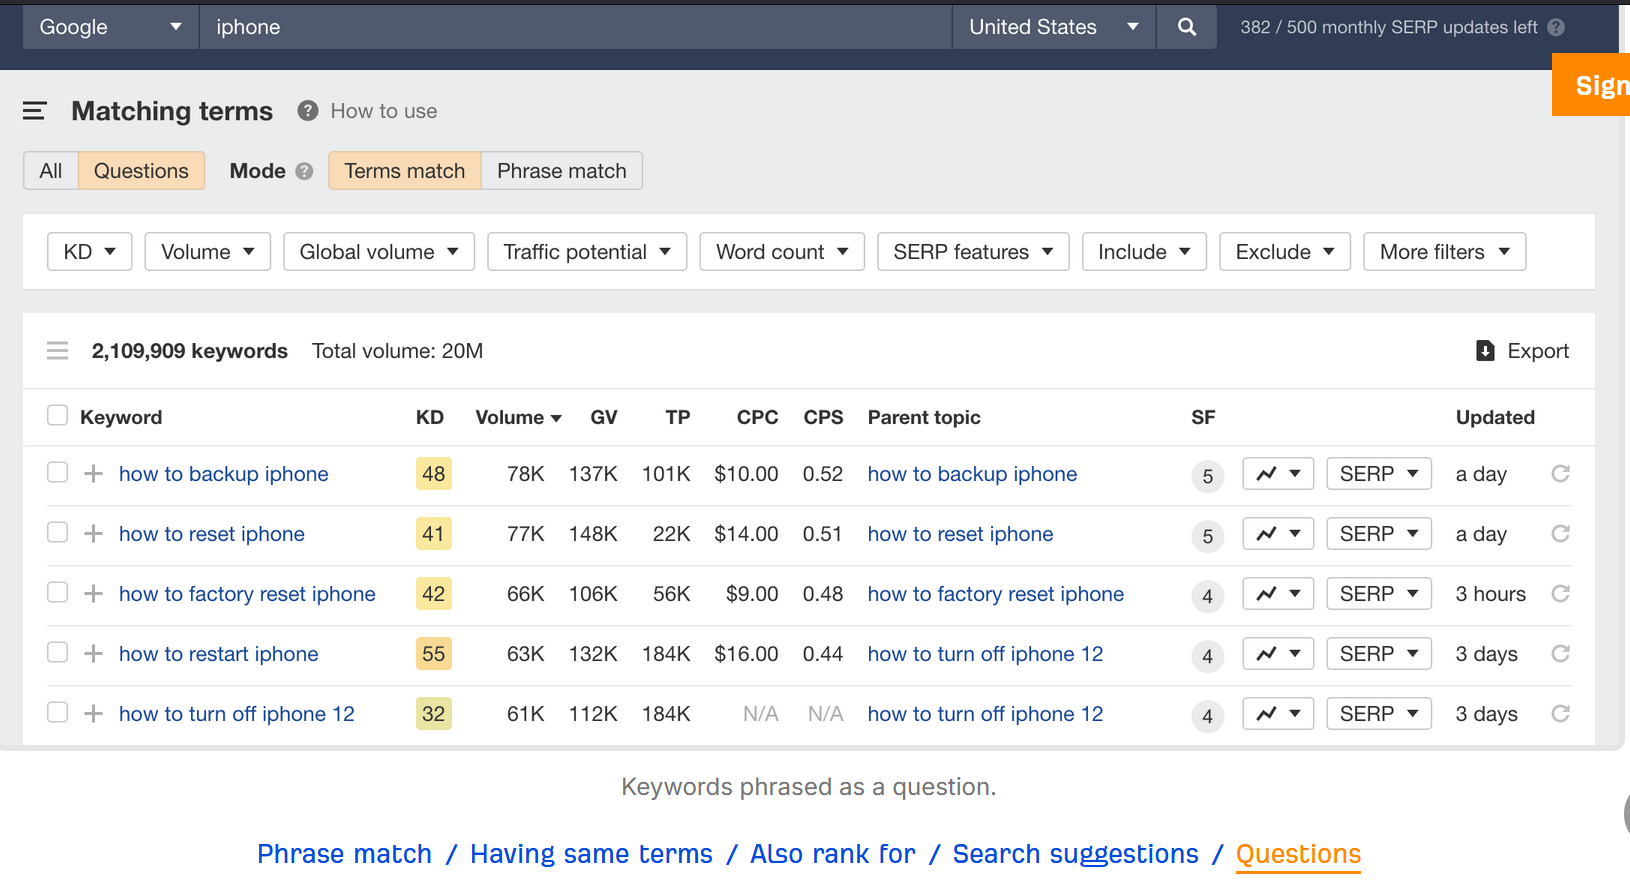 Google iphone United States 382 / 500 monthly SERP updates left ?
Sign
Matching terms ? How to use
All Questions Mode ? Terms match Phrase match
KD Volume Global volume Traffic potential Word count SERP features Include Exclude More filters
2,109,909 keywords Total volume: 20M Export
Keyword KD Volume GV TP CPC CPS Parent topic SF Updated
how to backup iphone 48 78K 137K 101K $10.00 0.52 how to backup iphone 5 SERP a day
how to reset iphone 41 77K 148K 22K $14.00 0.51 how to reset iphone 5 SERP a day
how to factory reset iphone 42 66K 106K 56K $9.00 0.48 how to factory reset iphone 4 SERP 3 hours
how to restart iphone 55 63K 132K 184K $16.00 0.44 how to turn off iphone 12 4 SERP 3 days
how to turn off iphone 12 32 61K 112K 184K N/A N/A how to turn off iphone 12 4 SERP 3 days
Keywords phrased as a question.
Phrase match / Having same terms / Also rank for / Search suggestions / Questions